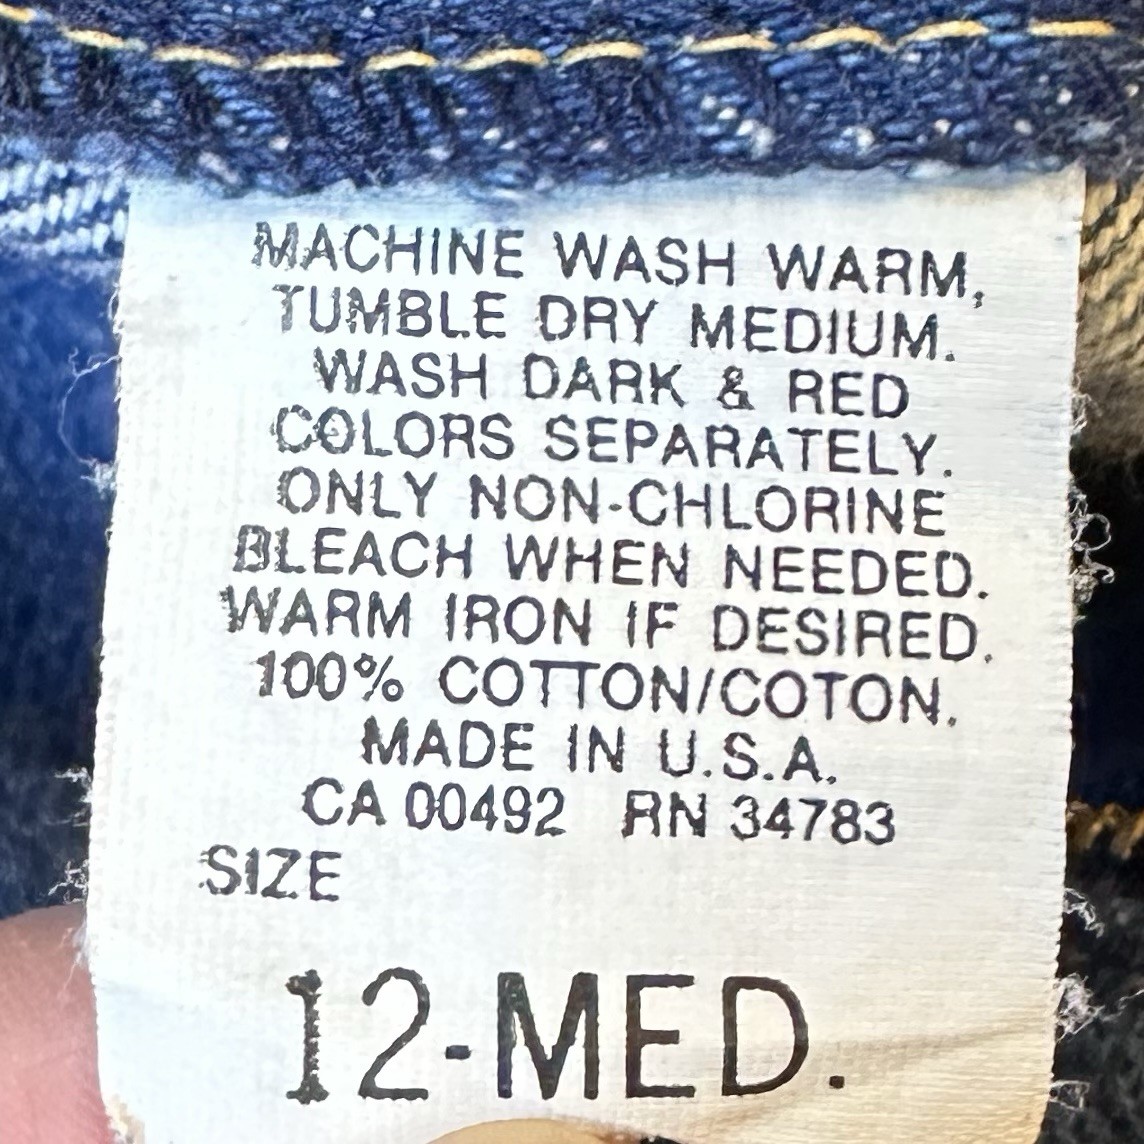 MACHINE WASH WARM,
TUMBLE DRY MEDIUM.
WASH DARK & RED
COLORS SEPARATELY.
ONLY NON-CHLORINE
BLEACH WHEN NEEDED.
WARM IRON IF DESIRED.
100% COTTON/COTON.
MADE IN U.S.A.
CA 00492 RN 34783
SIZE
12-MED.